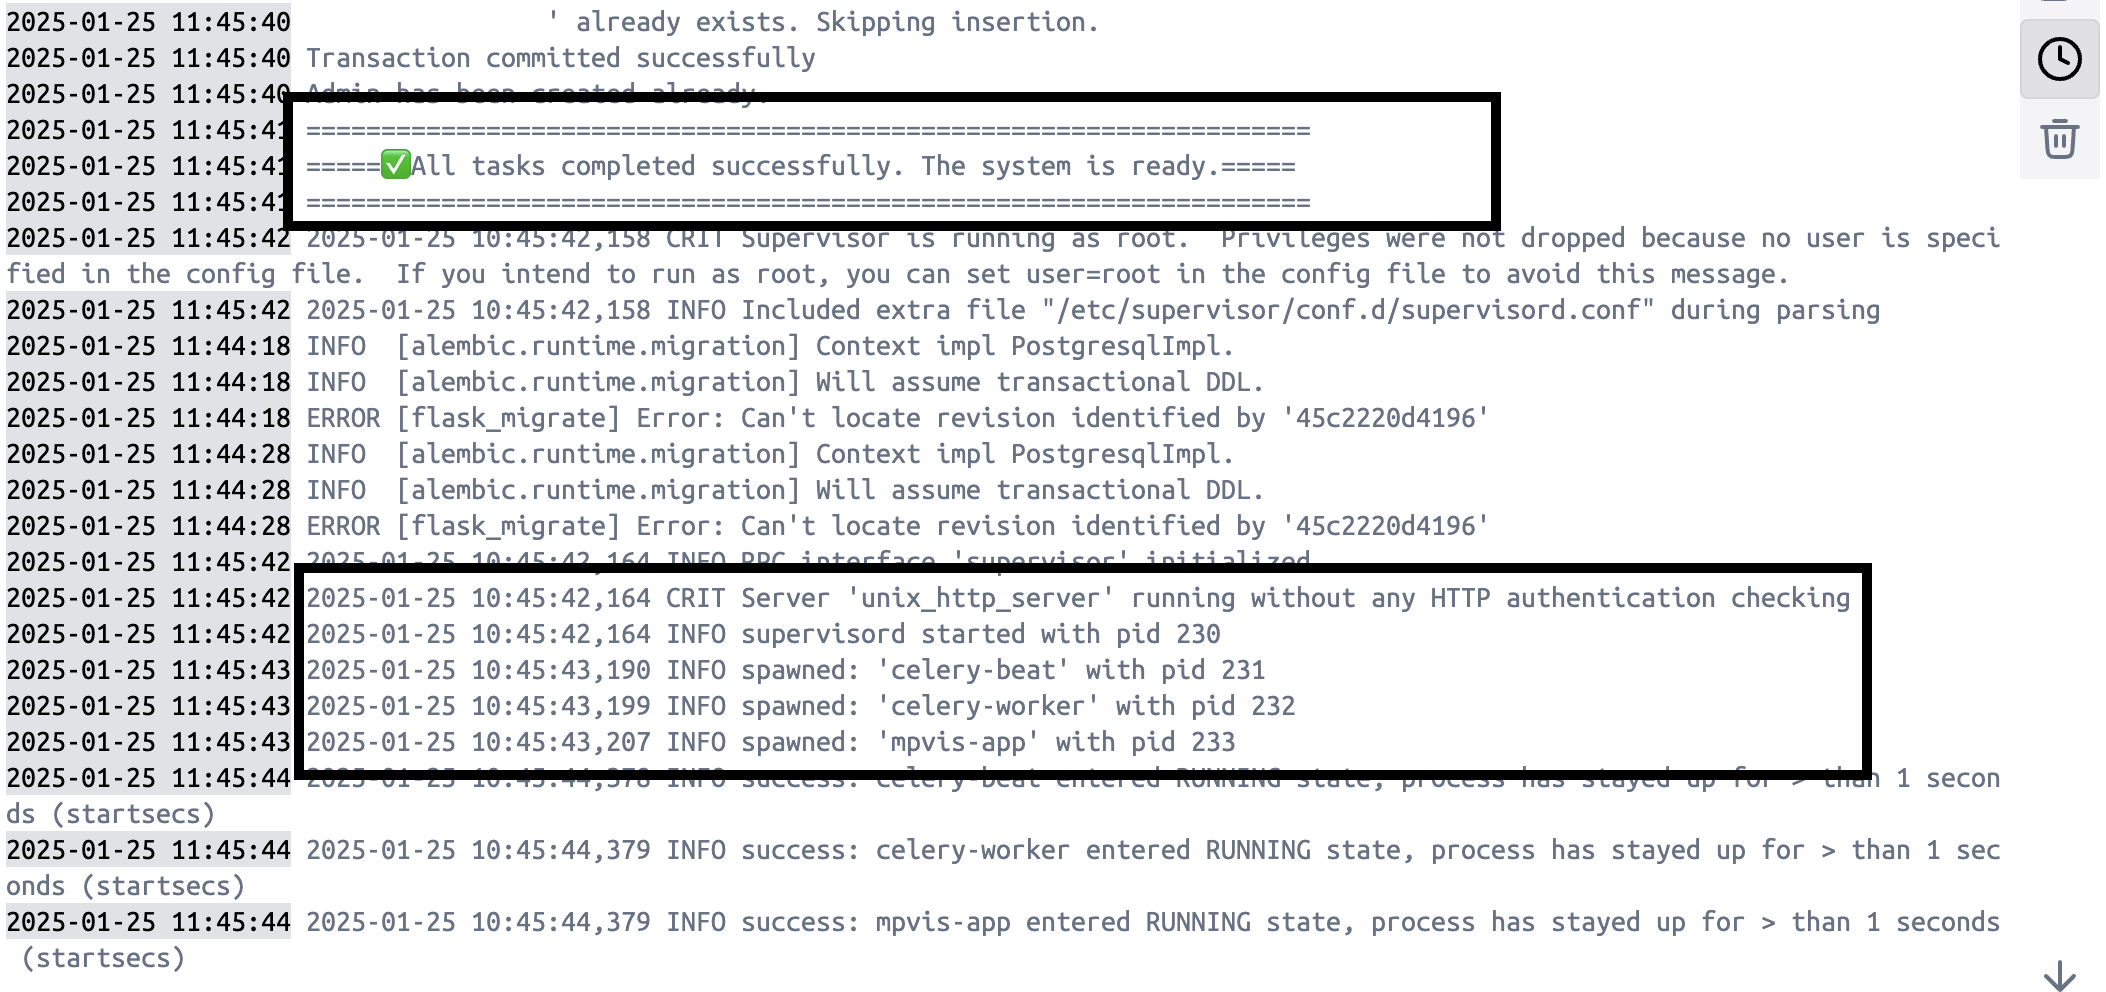 2025-01-25 11:45:40                 ' already exists. Skipping insertion.
2025-01-25 11:45:40 Transaction committed successfully
2025-01-25 11:45:40 Admin has been created already.
2025-01-25 11:45:41 ===================================================================
2025-01-25 11:45:41 =====✅All tasks completed successfully. The system is ready.=====
2025-01-25 11:45:41 ===================================================================
2025-01-25 11:45:42 2025-01-25 10:45:42,158 CRIT Supervisor is running as root.  Privileges were not dropped because no user is speci
fied in the config file.  If you intend to run as root, you can set user=root in the config file to avoid this message.
2025-01-25 11:45:42 2025-01-25 10:45:42,158 INFO Included extra file "/etc/supervisor/conf.d/supervisord.conf" during parsing
2025-01-25 11:44:18 INFO  [alembic.runtime.migration] Context impl PostgresqlImpl.
2025-01-25 11:44:18 INFO  [alembic.runtime.migration] Will assume transactional DDL.
2025-01-25 11:44:18 ERROR [flask_migrate] Error: Can't locate revision identified by '45c2220d4196'
2025-01-25 11:44:28 INFO  [alembic.runtime.migration] Context impl PostgresqlImpl.
2025-01-25 11:44:28 INFO  [alembic.runtime.migration] Will assume transactional DDL.
2025-01-25 11:44:28 ERROR [flask_migrate] Error: Can't locate revision identified by '45c2220d4196'
2025-01-25 11:45:42 2025-01-25 10:45:42,164 INFO RPC interface 'supervisor' initialized
2025-01-25 11:45:42 2025-01-25 10:45:42,164 CRIT Server 'unix_http_server' running without any HTTP authentication checking
2025-01-25 11:45:42 2025-01-25 10:45:42,164 INFO supervisord started with pid 230
2025-01-25 11:45:43 2025-01-25 10:45:43,190 INFO spawned: 'celery-beat' with pid 231
2025-01-25 11:45:43 2025-01-25 10:45:43,199 INFO spawned: 'celery-worker' with pid 232
2025-01-25 11:45:43 2025-01-25 10:45:43,207 INFO spawned: 'mpvis-app' with pid 233
2025-01-25 11:45:44 2025-01-25 10:45:44,378 INFO success: celery-beat entered RUNNING state, process has stayed up for > than 1 secon
ds (startsecs)
2025-01-25 11:45:44 2025-01-25 10:45:44,379 INFO success: celery-worker entered RUNNING state, process has stayed up for > than 1 sec
onds (startsecs)
2025-01-25 11:45:44 2025-01-25 10:45:44,379 INFO success: mpvis-app entered RUNNING state, process has stayed up for > than 1 seconds
 (startsecs)